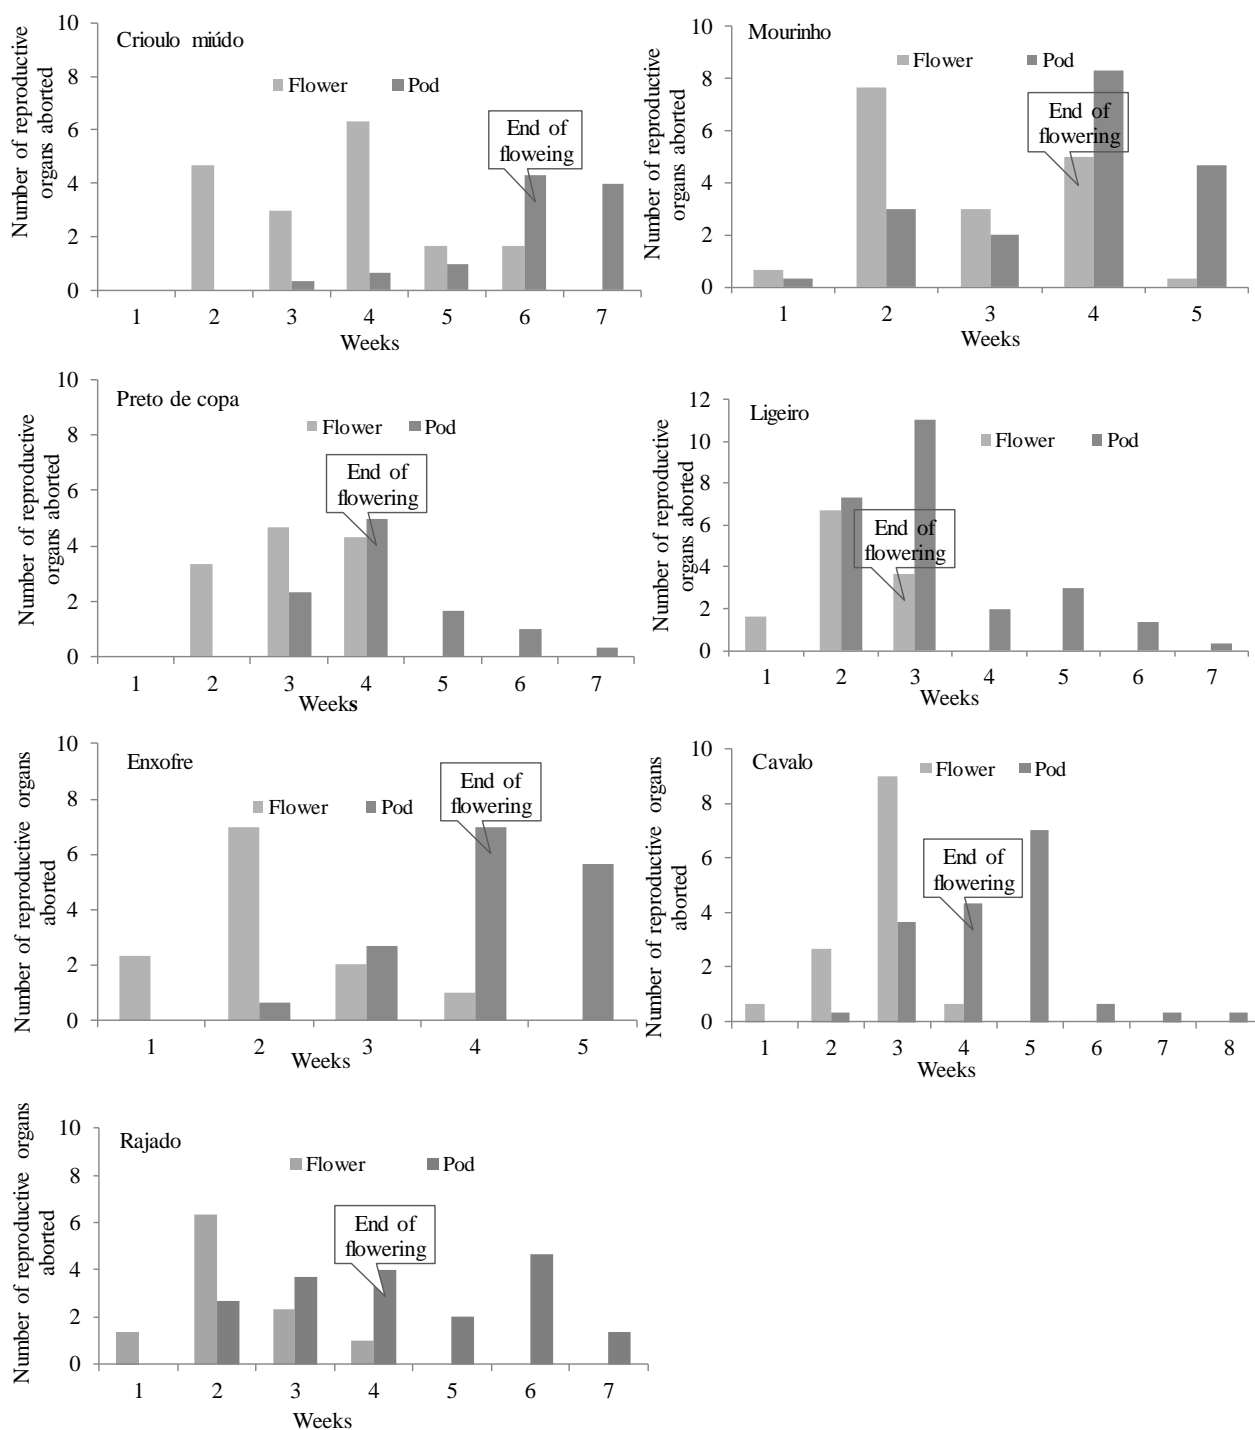 Crioulo miúdo
Number of reproductive
organs aborted
10
8
6
4
2
0
Flower
Pod
End of
floweing
1 2 3 4 5 6 7
Weeks
Mourinho
Number of reproductive
organs aborted
10
8
6
4
2
0
Flower
Pod
End of
flowering
1 2 3 4 5
Weeks
Preto de copa
Number of reproductive
organs aborted
10
8
6
4
2
0
Flower
Pod
End of
flowering
1 2 3 4 5 6 7
Weeks
Ligeiro
Number of reproductive
organs aborted
12
10
8
6
4
2
0
Flower
Pod
End of
flowering
1 2 3 4 5 6 7
Weeks
Enxofre
Number of reproductive organs
aborted
10
8
6
4
2
0
Flower
Pod
End of
flowering
1 2 3 4 5
Weeks
Cavalo
Number of reproductive organs
aborted
10
8
6
4
2
0
Flower
Pod
End of
flowering
1 2 3 4 5 6 7 8
Weeks
Rajado
Number of reproductive organs
aborted
10
8
6
4
2
0
Flower
Pod
End of
flowering
1 2 3 4 5 6 7
Weeks